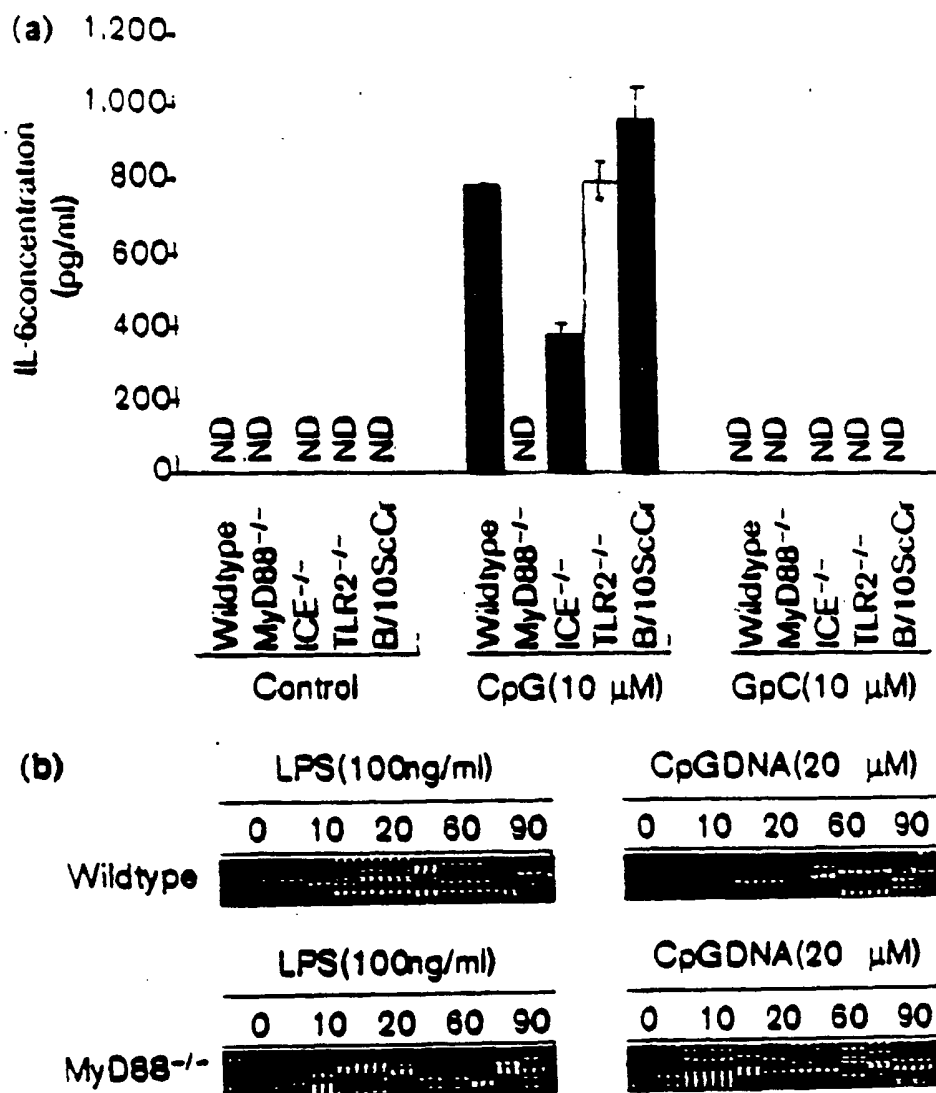 (a)
1.200
1.000
800
600
400
200
0
IL-6concentration
(pg/ml)
ND ND ND ND ND
ND
ND ND ND ND ND
Wildtype MyD88-/- ICE-/- TLR2-/- B/10ScCr
Wildtype MyD88-/- ICE-/- TLR2-/- B/10ScCr
Wildtype MyD88-/- ICE-/- TLR2-/- B/10ScCr
Control CpG(10 μM) GpC(10 μM)
(b)
LPS(100ng/ml) CpGDNA(20 μM)
0 10 20 60 90 0 10 20 60 90
Wildtype
LPS(100ng/ml) CpGDNA(20 μM)
0 10 20 60 90 0 10 20 60 90
MyD88-/-